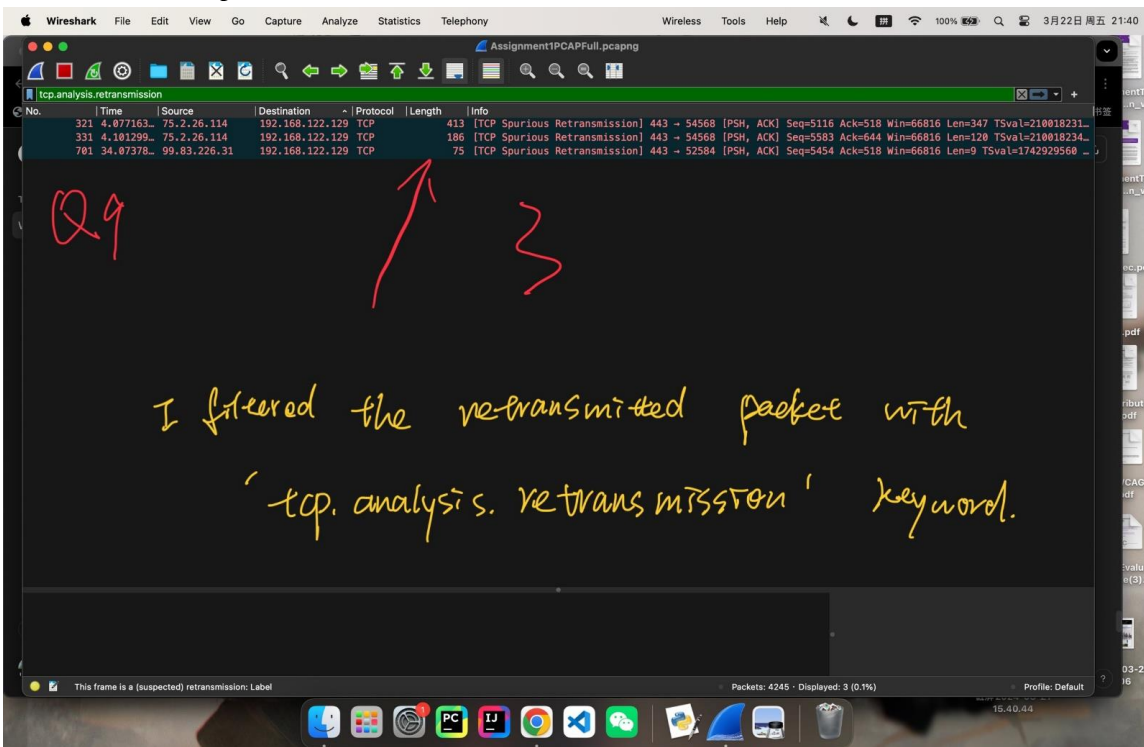 Wireshark File Edit View Go Capture Analyze Statistics Telephony Wireless Tools Help 100% 3月22日 周五 21:40
Assignment1PCAPFull.pcapng
tcp.analysis.retransmission
No. Time Source Destination Protocol Length Info
321 4.077163… 75.2.26.114 192.168.122.129 TCP 413 [TCP Spurious Retransmission] 443 → 54568 [PSH, ACK] Seq=5116 Ack=518 Win=66816 Len=347 TSval=210018231…
331 4.101299… 75.2.26.114 192.168.122.129 TCP 186 [TCP Spurious Retransmission] 443 → 54568 [PSH, ACK] Seq=5583 Ack=644 Win=66816 Len=120 TSval=210018234…
701 34.07378… 99.83.226.31 192.168.122.129 TCP 75 [TCP Spurious Retransmission] 443 → 52584 [PSH, ACK] Seq=5454 Ack=518 Win=66816 Len=9 TSval=1742929560 …
Q9 3
I filtered the retransmitted packet with
'tcp. analysis. retransmission' keyword.
This frame is a (suspected) retransmission: Label Packets: 4245 · Displayed: 3 (0.1%) Profile: Default
15.40.44